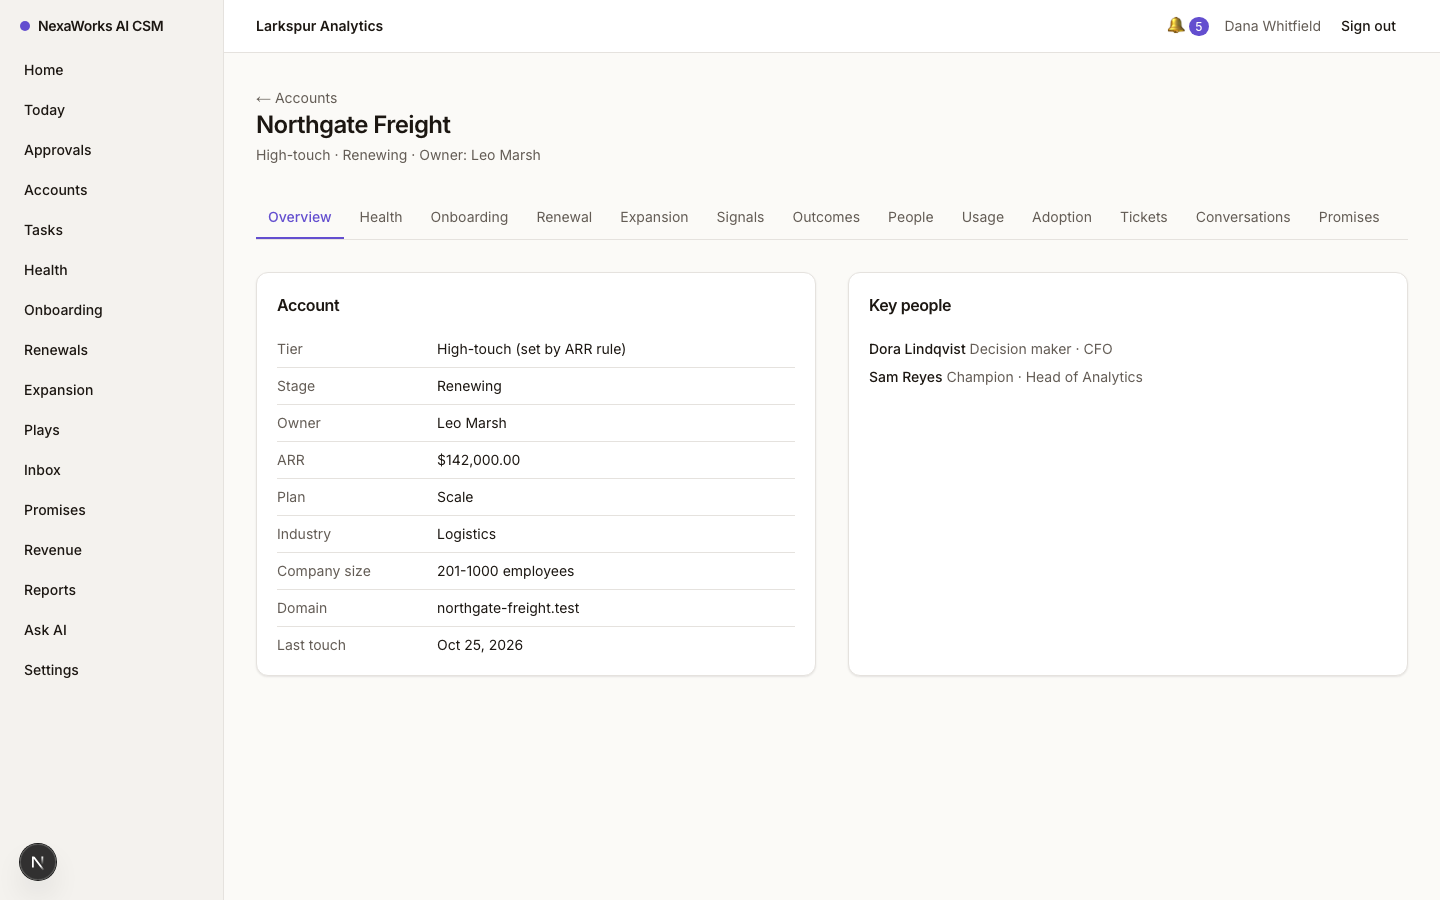 NexaWorks AI CSM
Home
Today
Approvals
Accounts
Tasks
Health
Onboarding
Renewals
Expansion
Plays
Inbox
Promises
Revenue
Reports
Ask AI
Settings
N
Larkspur Analytics
5
Dana Whitfield
Sign out
← Accounts
Northgate Freight
High-touch · Renewing · Owner: Leo Marsh
Overview Health Onboarding Renewal Expansion Signals Outcomes People Usage Adoption Tickets Conversations Promises
Account
Tier High-touch (set by ARR rule)
Stage Renewing
Owner Leo Marsh
ARR $142,000.00
Plan Scale
Industry Logistics
Company size 201-1000 employees
Domain northgate-freight.test
Last touch Oct 25, 2026
Key people
Dora Lindqvist Decision maker · CFO
Sam Reyes Champion · Head of Analytics